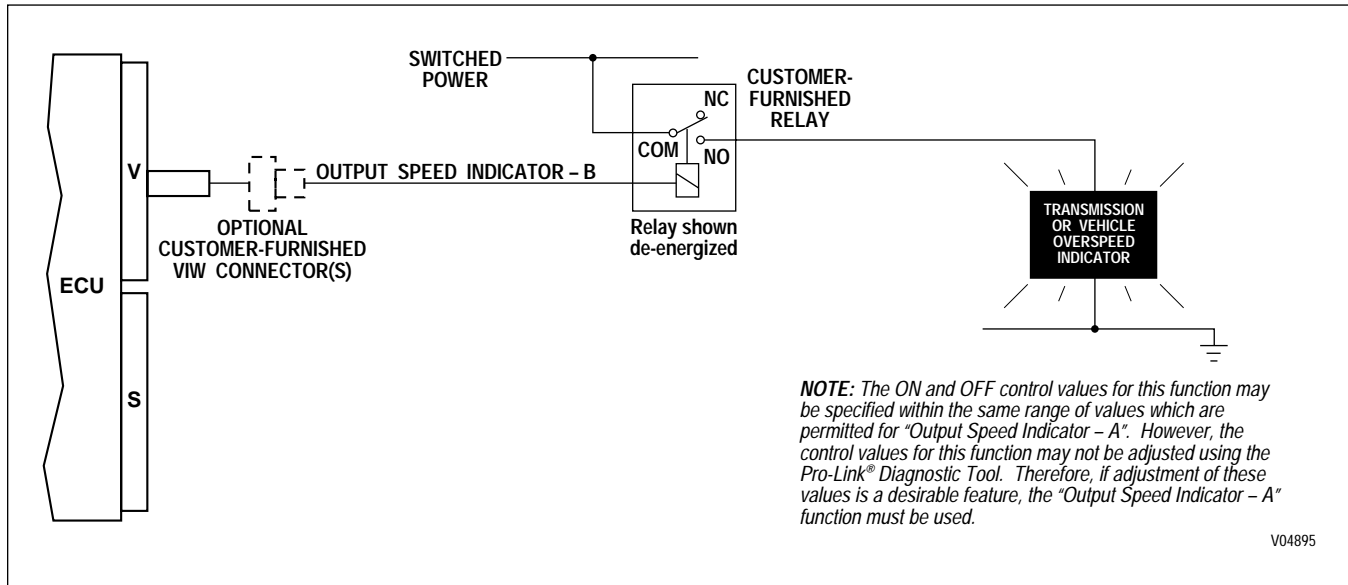 SWITCHED
POWER
NC
CUSTOMER-
FURNISHED
RELAY
COM
NO
V
OUTPUT SPEED INDICATOR – B
OPTIONAL
CUSTOMER-FURNISHED
VIW CONNECTOR(S)
Relay shown
de-energized
TRANSMISSION
OR VEHICLE
OVERSPEED
INDICATOR
ECU
S
NOTE: The ON and OFF control values for this function may
be specified within the same range of values which are
permitted for “Output Speed Indicator – A”. However, the
control values for this function may not be adjusted using the
Pro-Link® Diagnostic Tool. Therefore, if adjustment of these
values is a desirable feature, the “Output Speed Indicator – A”
function must be used.
V04895